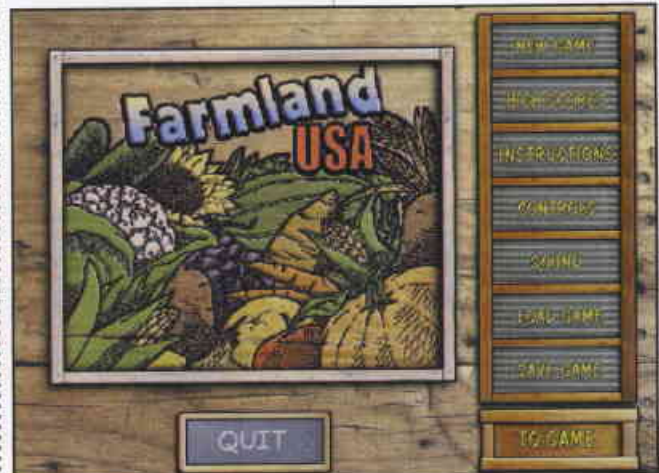 Farmland
USA
NEW GAME
HIGH SCORES
INSTRUCTIONS
CONTROLS
SOUND
LOAD GAME
SAVE GAME
TO GAME
QUIT